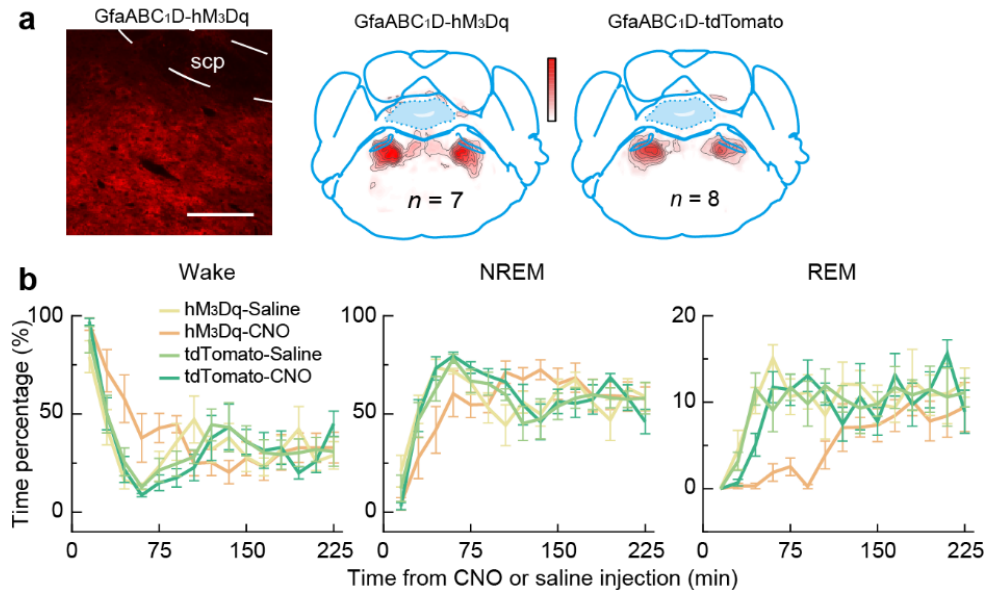 a
GfaABC₁D-hM₃Dq
GfaABC₁D-hM₃Dq
GfaABC₁D-tdTomato
scp
n = 7
n = 8
b
Wake
NREM
REM
hM₃Dq-Saline
hM₃Dq-CNO
tdTomato-Saline
tdTomato-CNO
Time percentage (%)
100
50
0
100
50
0
20
10
0
0 75 150 225
0 75 150 225
0 75 150 225
Time from CNO or saline injection (min)